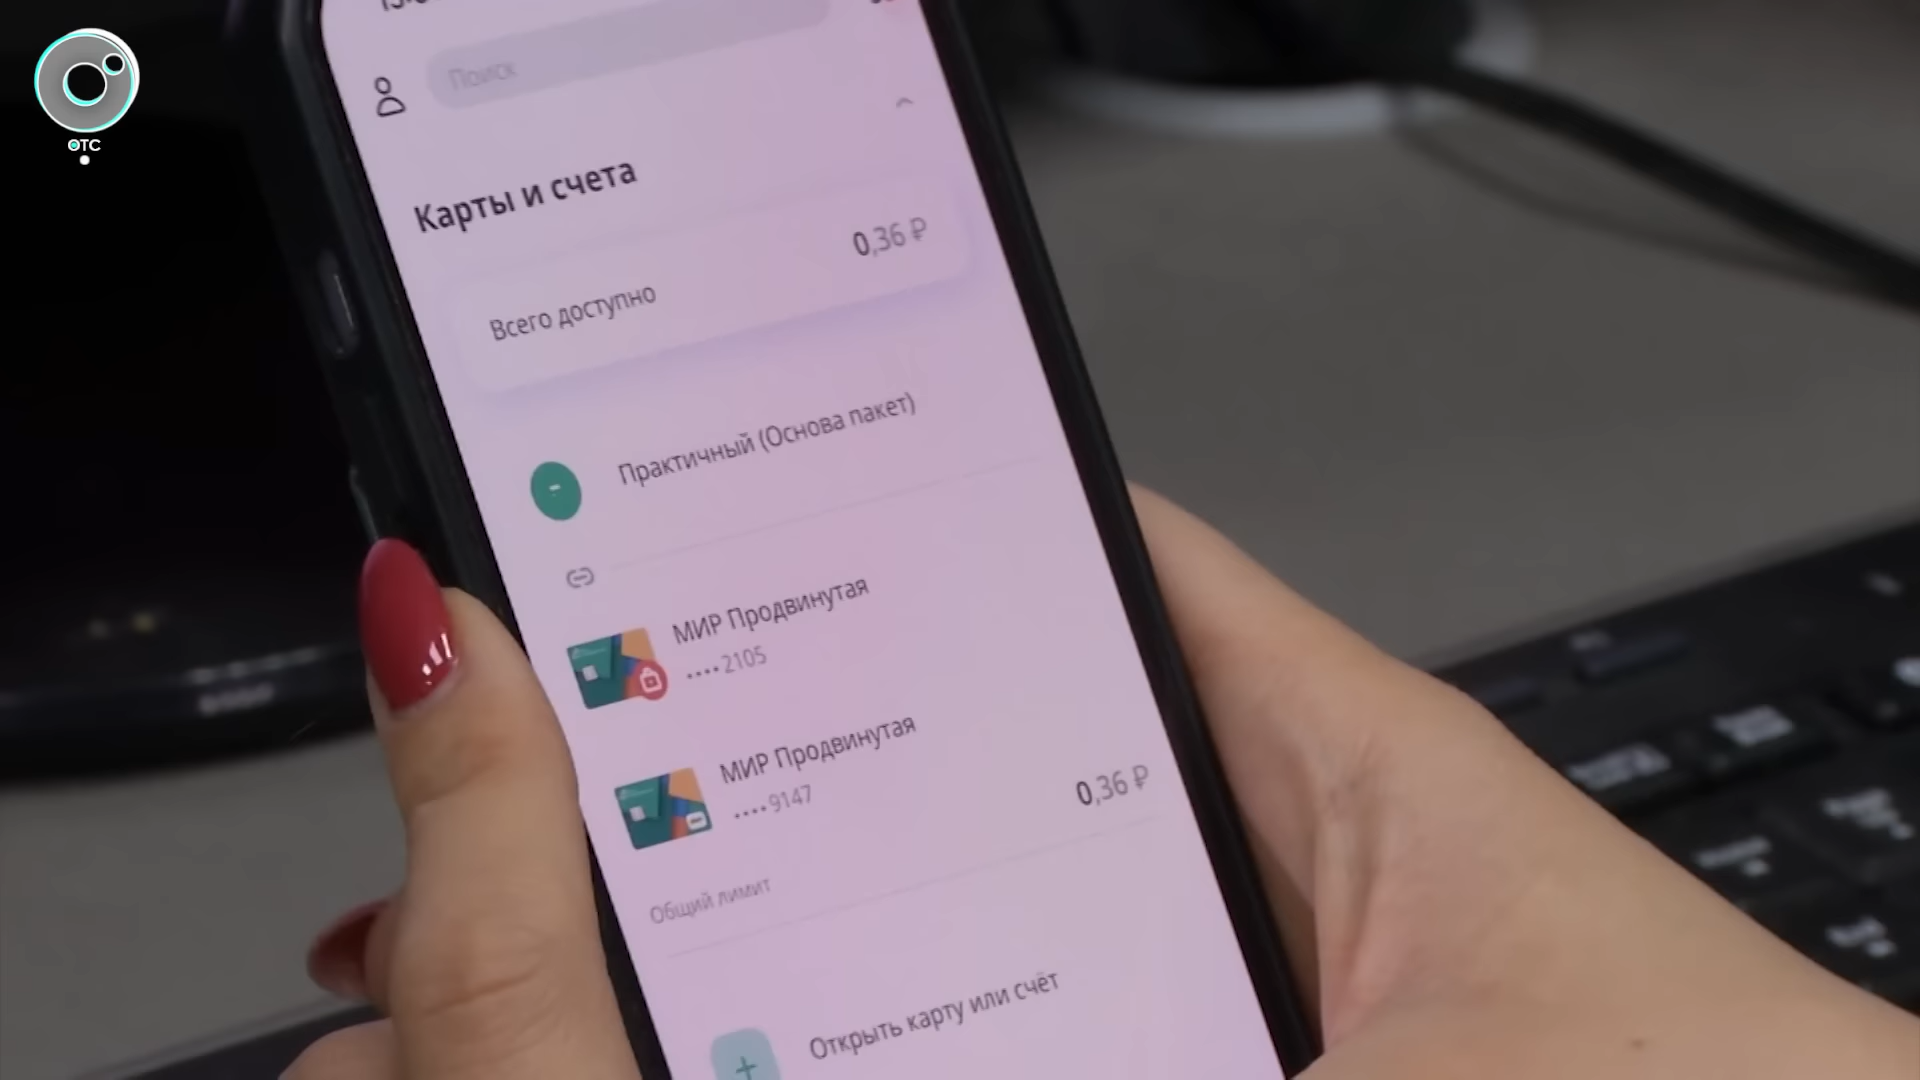 ОТС
Поиск
Карты и счета
Всего доступно
0,36 ₽
Практичный (Основа пакет)
МИР Продвинутая
••••2105
МИР Продвинутая
••••9147
0,36 ₽
Общий лимит
Открыть карту или счёт